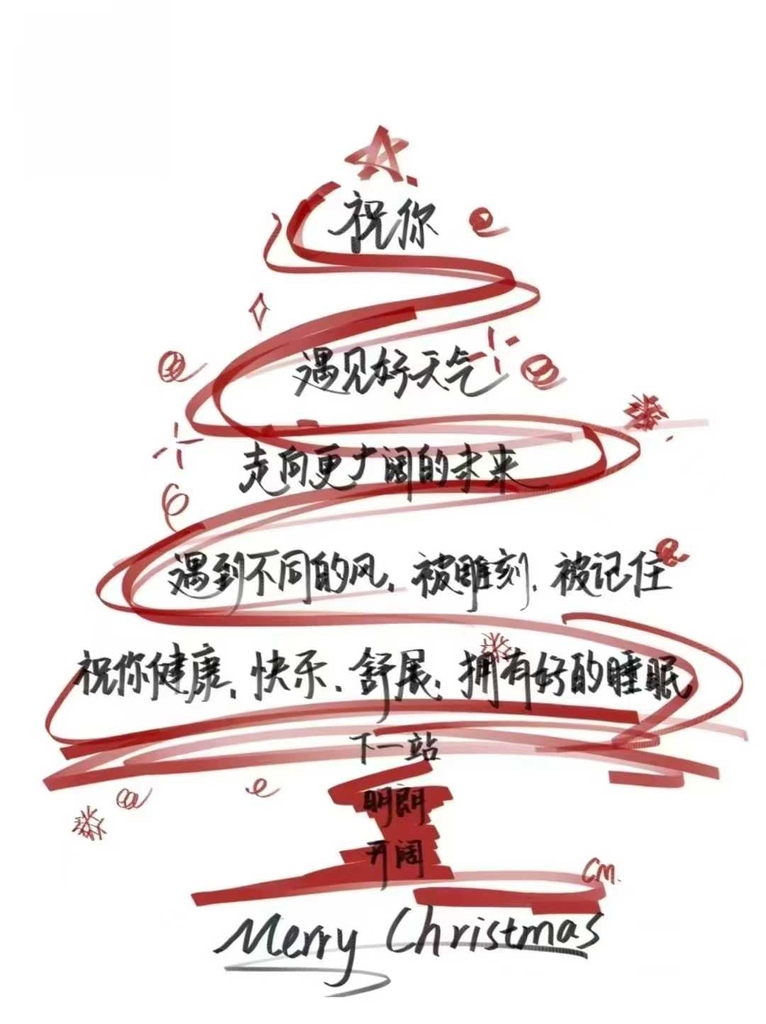 祝你
遇见好天气
走向更广阔的未来
遇到不同的风，被雕刻，被记住
祝你健康、快乐、舒展，拥有好的睡眠
下一站
明朗
开阔
CM.
Merry Christmas